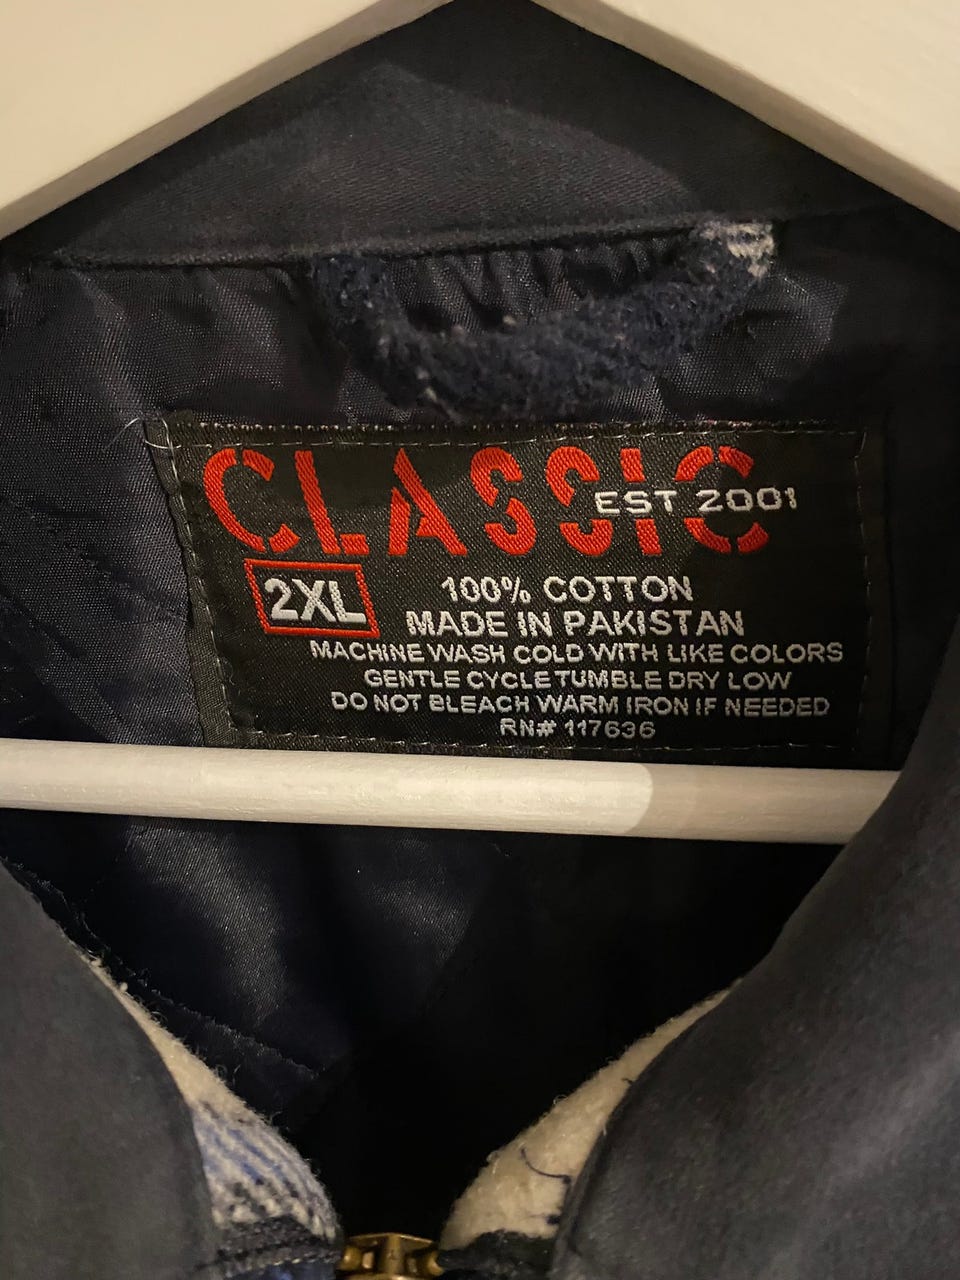 CLASSIC
EST 2001
2XL
100% COTTON
MADE IN PAKISTAN
MACHINE WASH COLD WITH LIKE COLORS
GENTLE CYCLE TUMBLE DRY LOW
DO NOT BLEACH WARM IRON IF NEEDED
RN# 117636